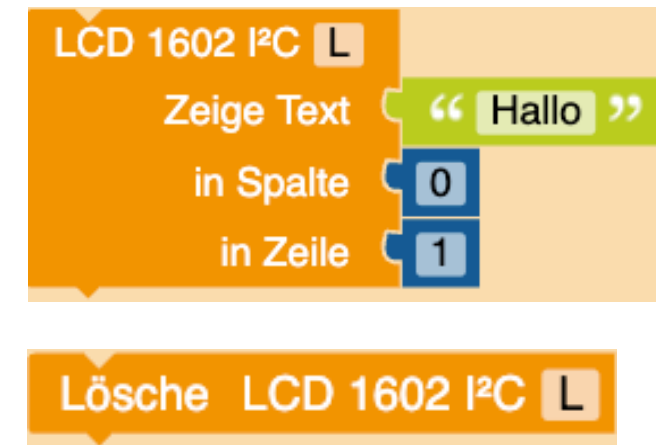 LCD 1602 I²C L
Zeige Text “ Hallo ”
in Spalte 0
in Zeile 1
Lösche LCD 1602 I²C L